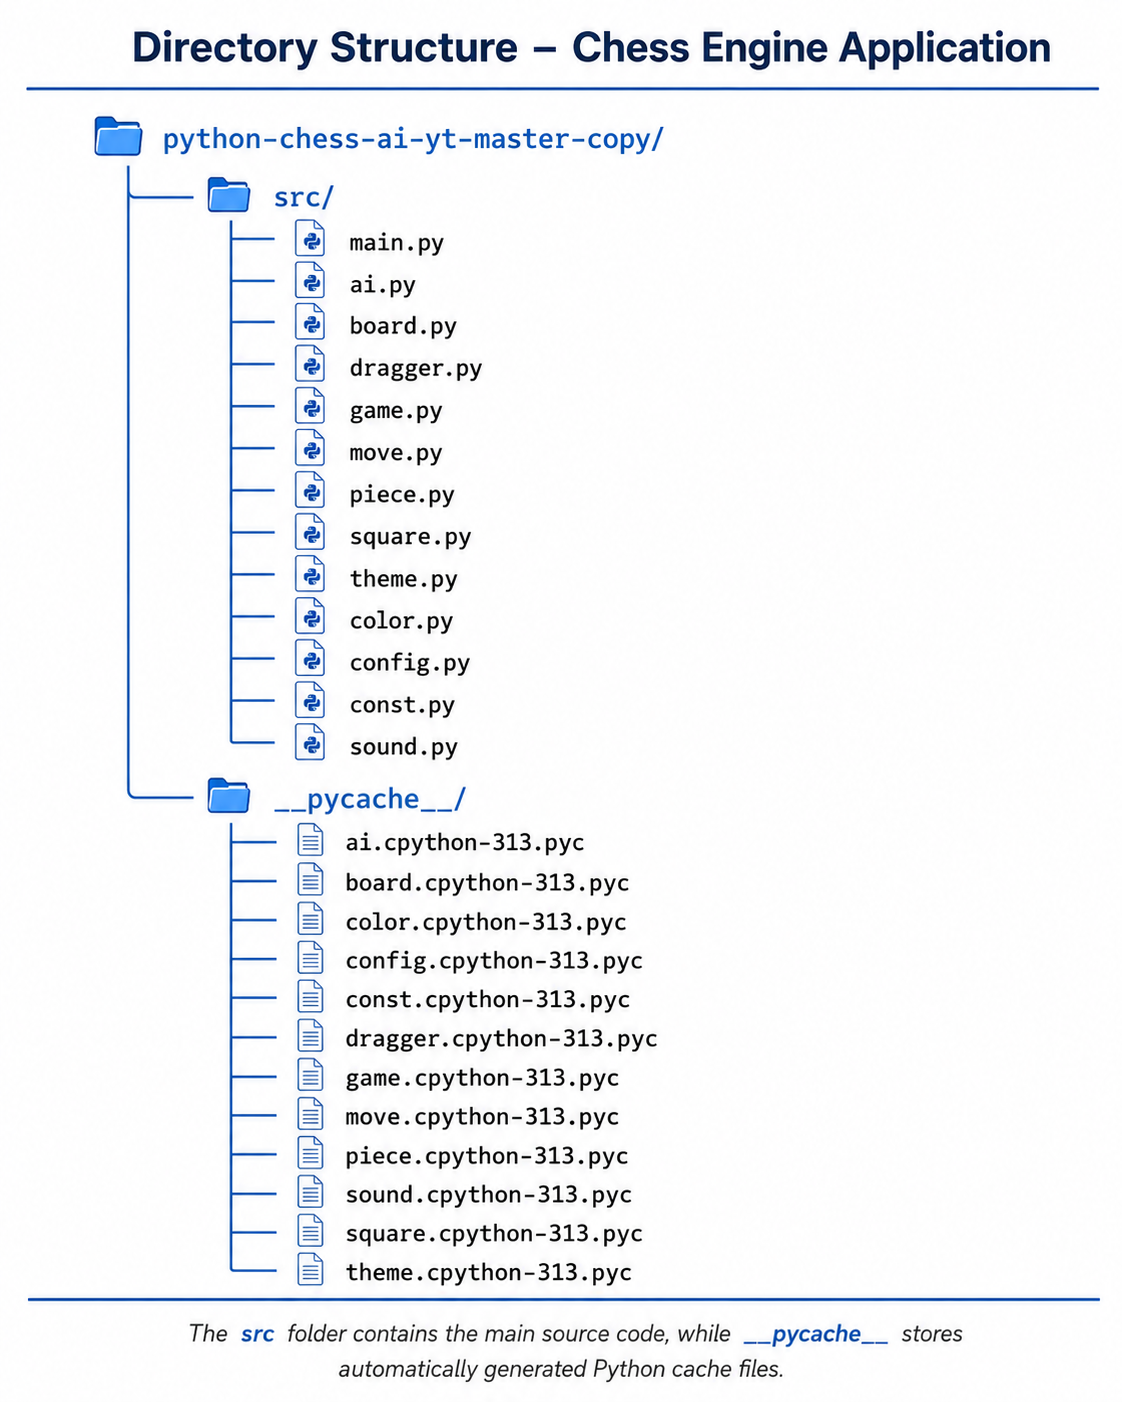 Directory Structure – Chess Engine Application
python-chess-ai-yt-master-copy/
src/
main.py
ai.py
board.py
dragger.py
game.py
move.py
piece.py
square.py
theme.py
color.py
config.py
const.py
sound.py
__pycache__/
ai.cpython-313.pyc
board.cpython-313.pyc
color.cpython-313.pyc
config.cpython-313.pyc
const.cpython-313.pyc
dragger.cpython-313.pyc
game.cpython-313.pyc
move.cpython-313.pyc
piece.cpython-313.pyc
sound.cpython-313.pyc
square.cpython-313.pyc
theme.cpython-313.pyc
The src folder contains the main source code, while __pycache__ stores
automatically generated Python cache files.